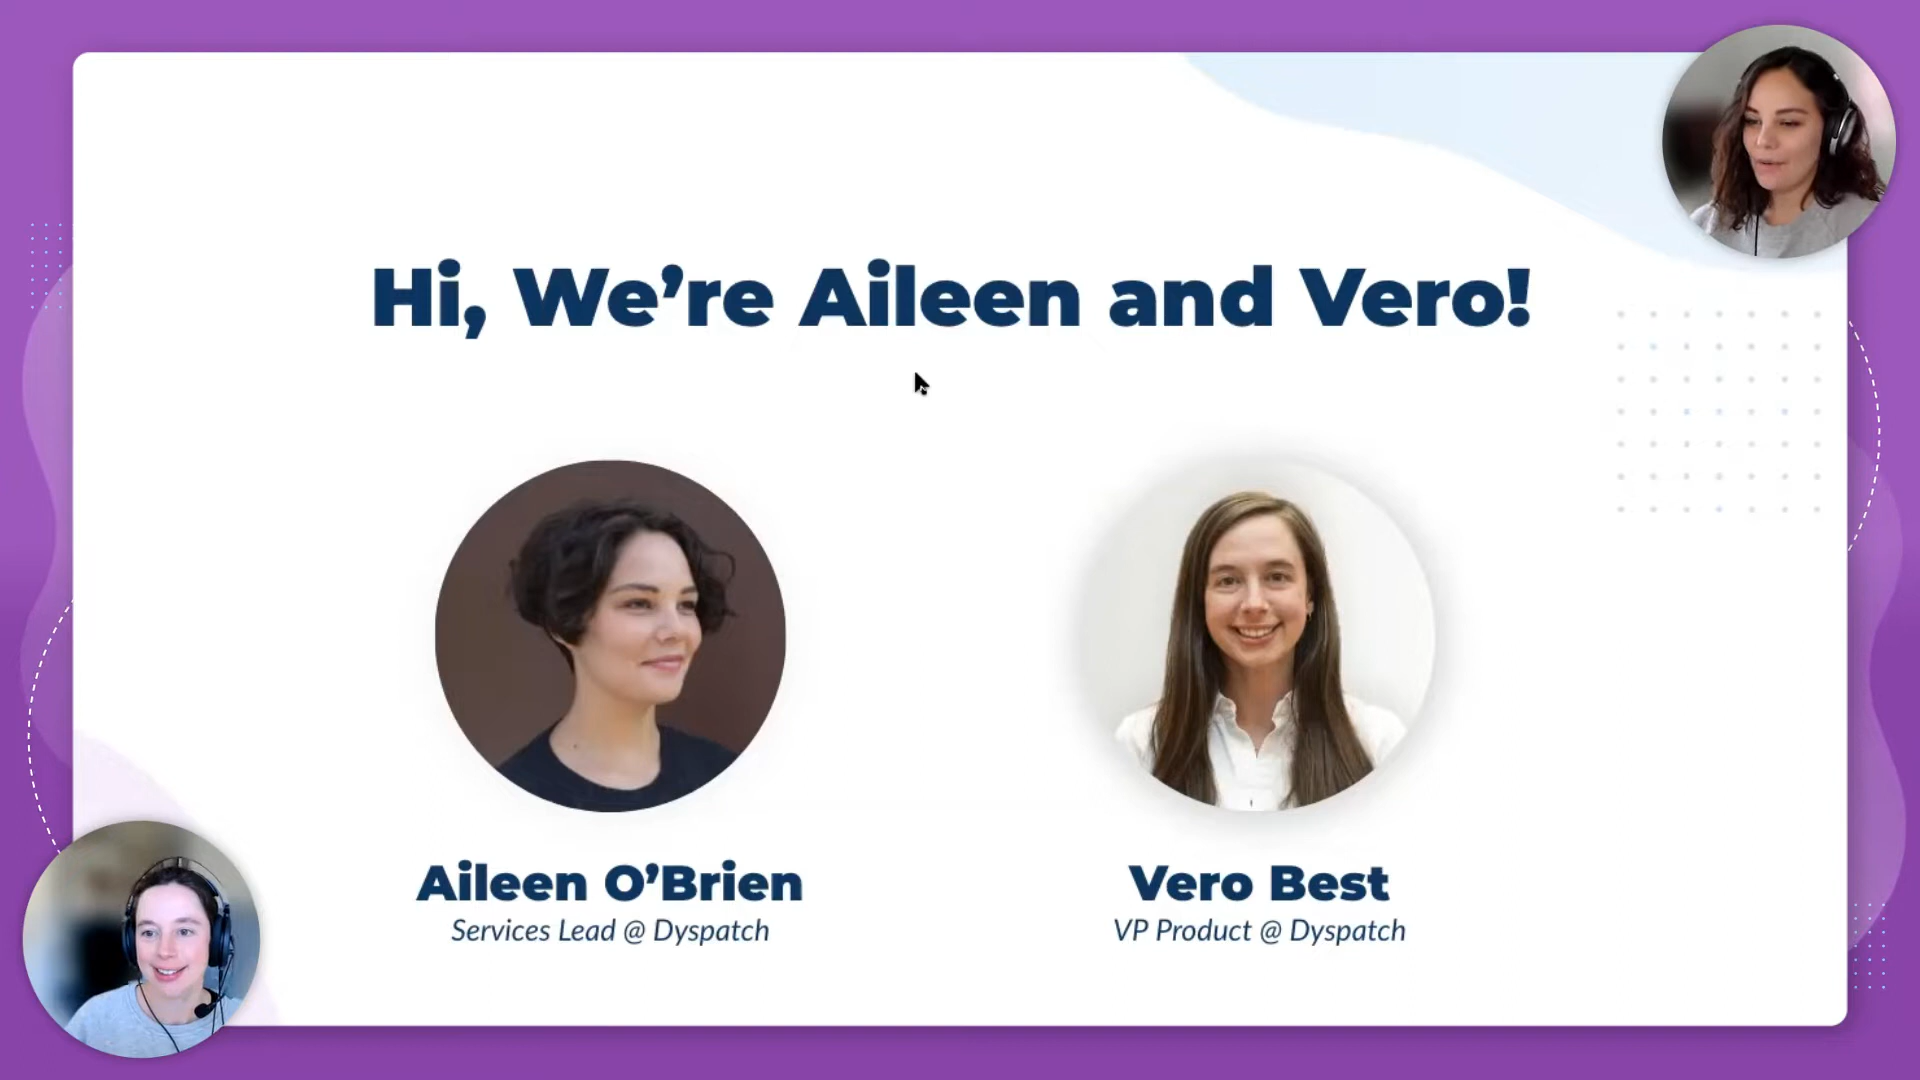 Hi, We’re Aileen and Vero!
Aileen O’Brien
Services Lead @ Dyspatch
Vero Best
VP Product @ Dyspatch